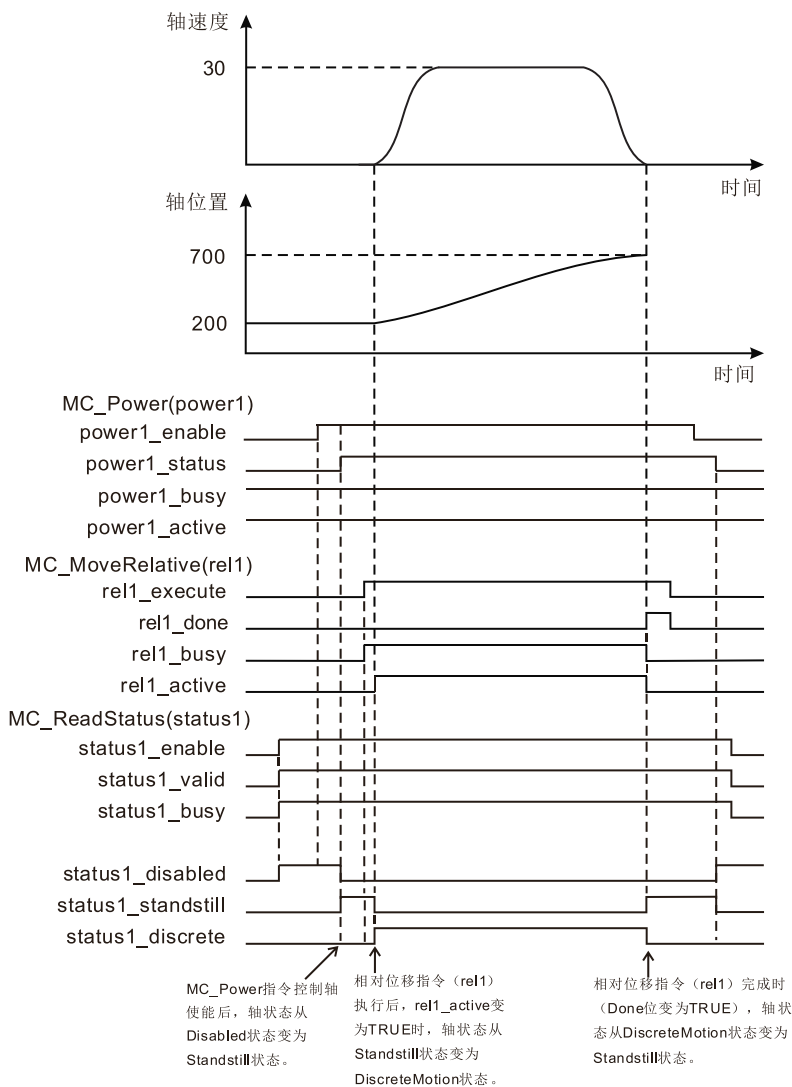 轴速度
30
时间
轴位置
700
200
时间
MC_Power(power1)
power1_enable
power1_status
power1_busy
power1_active
MC_MoveRelative(rel1)
rel1_execute
rel1_done
rel1_busy
rel1_active
MC_ReadStatus(status1)
status1_enable
status1_valid
status1_busy
status1_disabled
status1_standstill
status1_discrete
MC_Power指令控制轴
使能后，轴状态从
Disabled状态变为
Standstill状态。
相对位移指令（rel1）
执行后，rel1_active变
为TRUE时，轴状态从
Standstill状态变为
DiscreteMotion状态。
相对位移指令（rel1）完成时
（Done位变为TRUE），轴状
态从DiscreteMotion状态变为
Standstill状态。